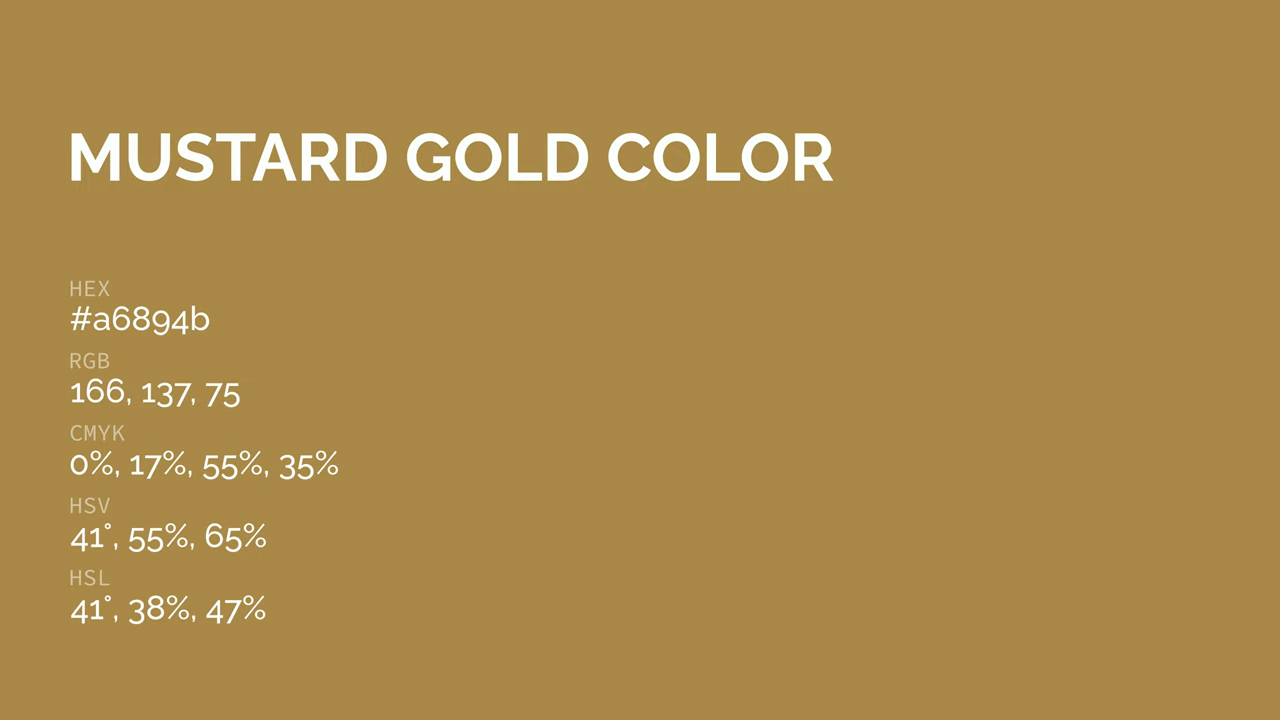 MUSTARD GOLD COLOR
HEX
#a6894b
RGB
166, 137, 75
CMYK
0%, 17%, 55%, 35%
HSV
41°, 55%, 65%
HSL
41°, 38%, 47%